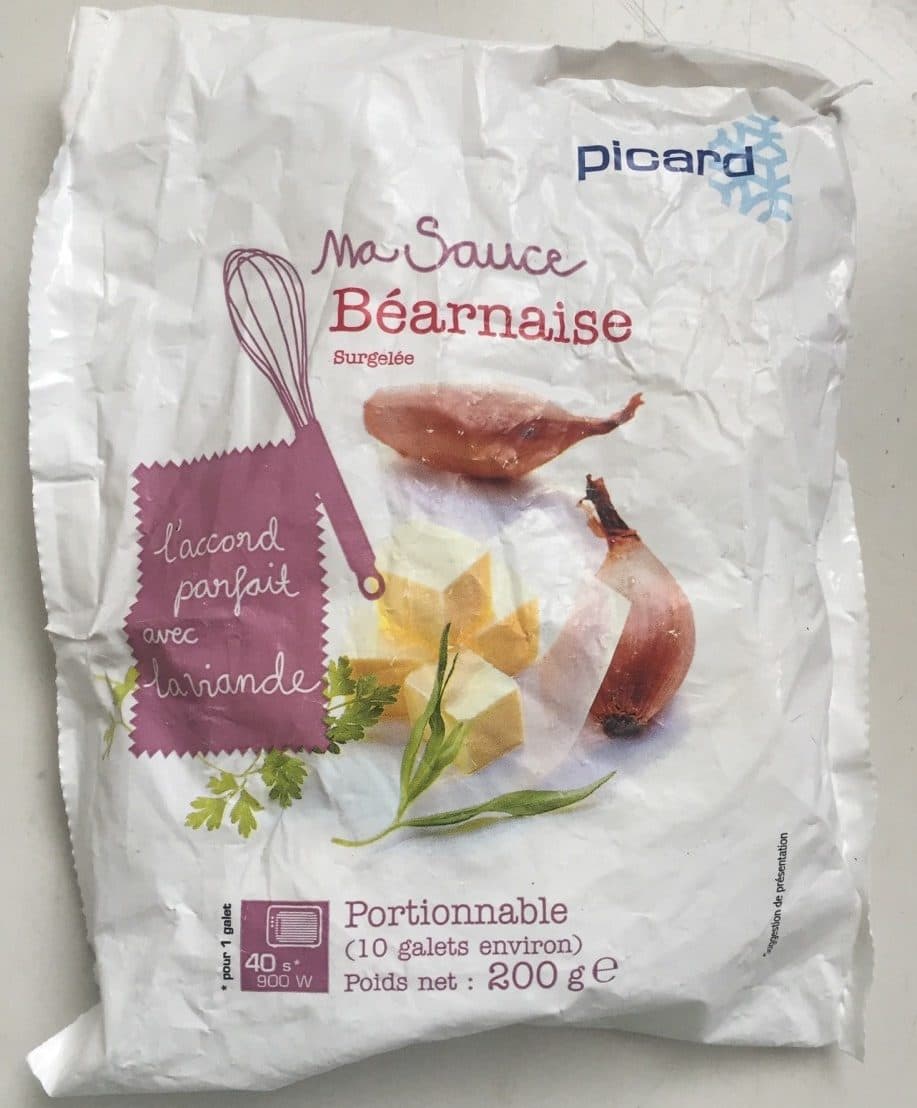 picard
Ma Sauce
Béarnaise
Surgelée
l'accord
parfait
avec
la viande
* pour 1 galet
40 s*
900 W
Portionnable
(10 galets environ)
Poids net : 200 g e
*suggestion de présentation